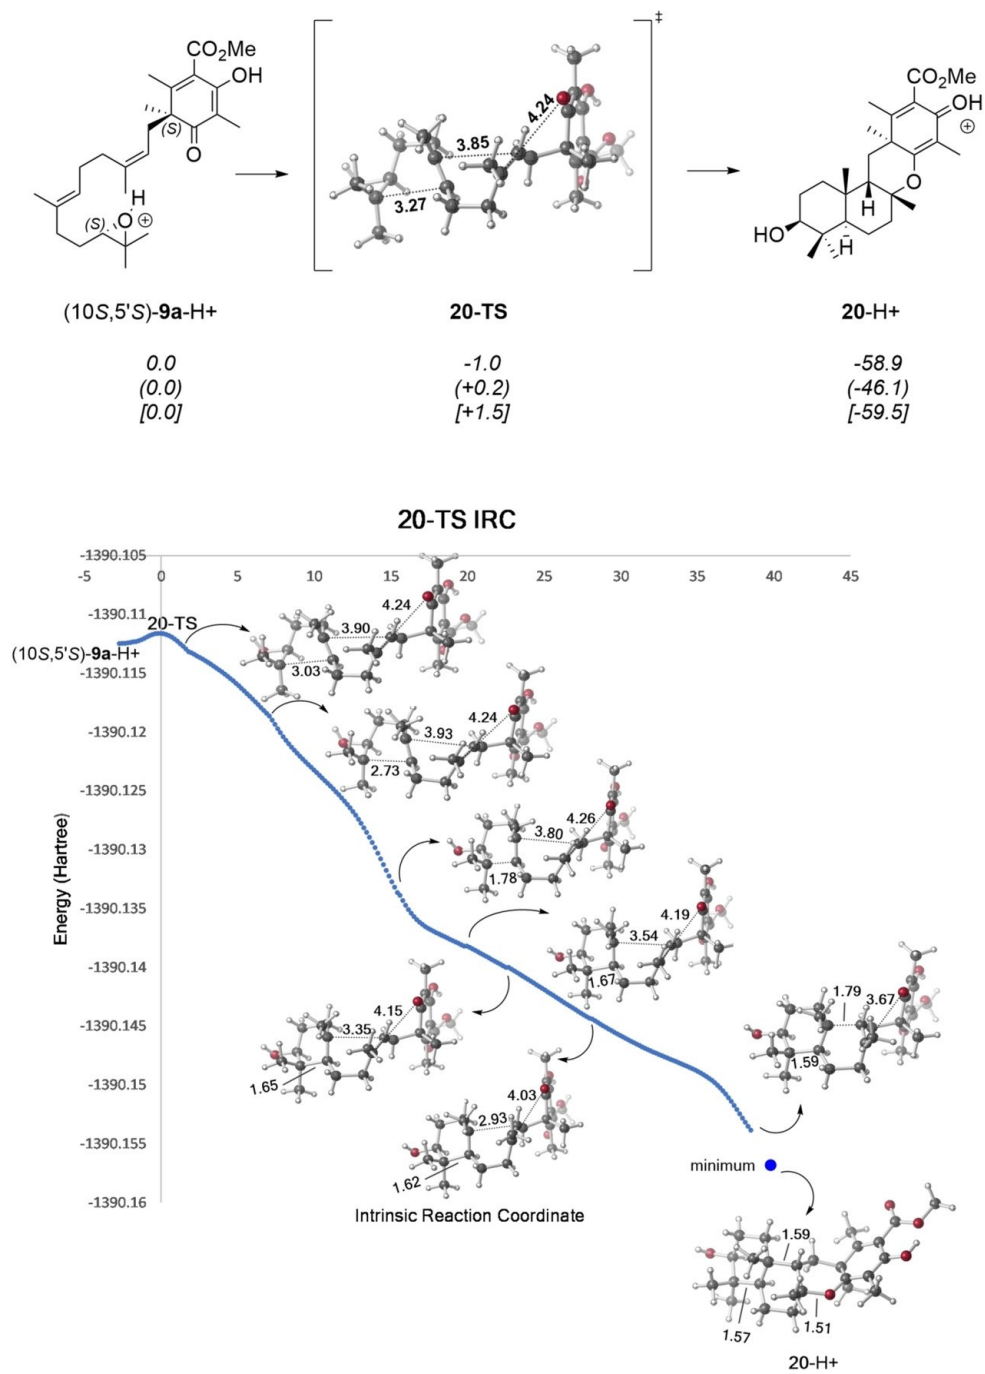 CO2Me
OH
(S)
O
H
(S)
O
⊕
‡
3.85
4.24
3.27
CO2Me
OH
⊕
O
H
HO
H
(10S,5'S)-9a-H+
20-TS
20-H+
0.0
-1.0
-58.9
(0.0)
(+0.2)
(-46.1)
[0.0]
[+1.5]
[-59.5]
20-TS IRC
-1390.105
-5 0 5 10 15 20 25 30 35 40 45
-1390.11
20-TS
(10S,5'S)-9a-H+
-1390.115
-1390.12
-1390.125
-1390.13
-1390.135
-1390.14
-1390.145
-1390.15
-1390.155
-1390.16
Energy (Hartree)
4.24
3.90
3.03
4.24
3.93
2.73
4.26
3.80
1.78
4.19
3.54
1.67
4.15
3.35
1.65
4.03
2.93
1.62
1.79
3.67
1.59
minimum
Intrinsic Reaction Coordinate
1.59
1.57
1.51
20-H+